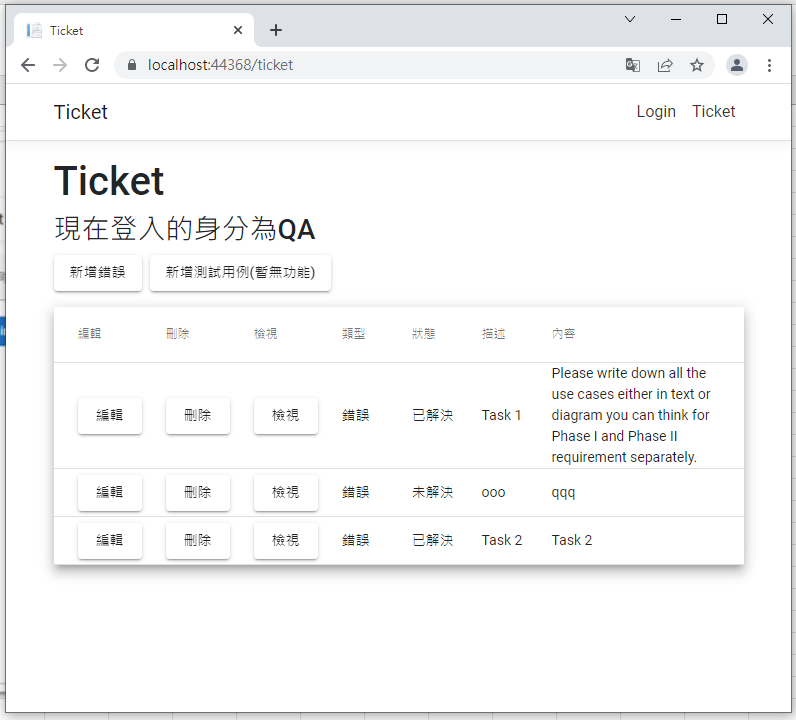 Ticket
localhost:44368/ticket
Ticket
Login Ticket
Ticket
現在登入的身分為QA
新增錯誤 新增測試用例(暫無功能)
編輯 刪除 檢視 類型 狀態 描述 內容
編輯 刪除 檢視 錯誤 已解決 Task 1
Please write down all the
use cases either in text or
diagram you can think for
Phase I and Phase II
requirement separately.
編輯 刪除 檢視 錯誤 未解決 ooo qqq
編輯 刪除 檢視 錯誤 已解決 Task 2 Task 2